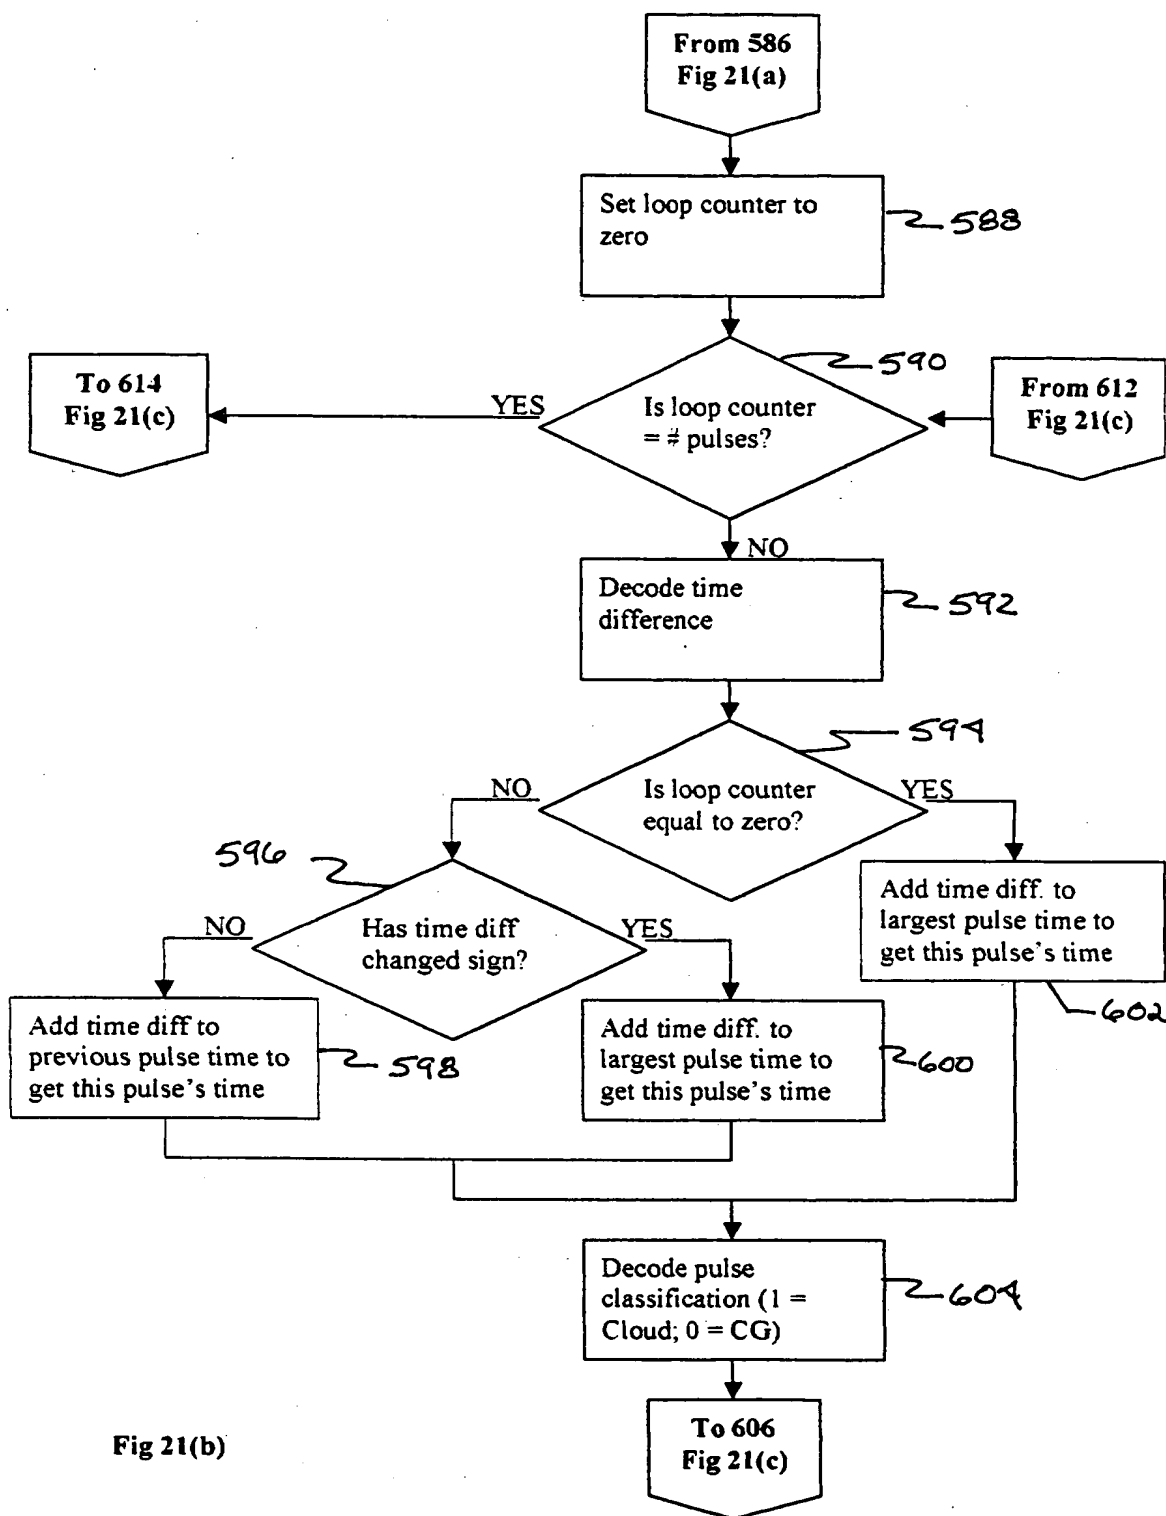 From 586
Fig 21(a)
Set loop counter to
zero
588
590
To 614
Fig 21(c)
YES
Is loop counter
= # pulses?
From 612
Fig 21(c)
NO
Decode time
difference
592
594
NO
Is loop counter
equal to zero?
YES
596
Add time diff. to
largest pulse time to
get this pulse's time
602
NO
Has time diff
changed sign?
YES
Add time diff to
previous pulse time to
get this pulse's time
598
Add time diff. to
largest pulse time to
get this pulse's time
600
Decode pulse
classification (1 =
Cloud; 0 = CG)
604
To 606
Fig 21(c)
Fig 21(b)